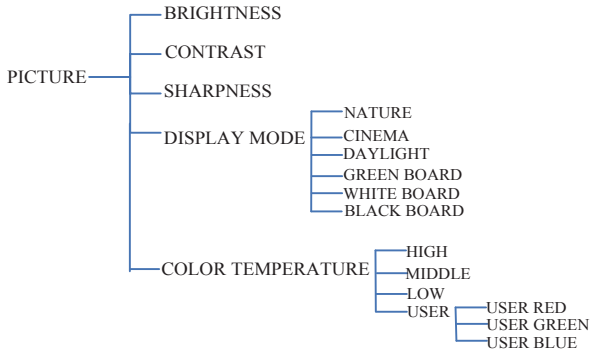 BRIGHTNESS
CONTRAST
PICTURE
SHARPNESS
DISPLAY MODE
NATURE
CINEMA
DAYLIGHT
GREEN BOARD
WHITE BOARD
BLACK BOARD
COLOR TEMPERATURE
HIGH
MIDDLE
LOW
USER
USER RED
USER GREEN
USER BLUE